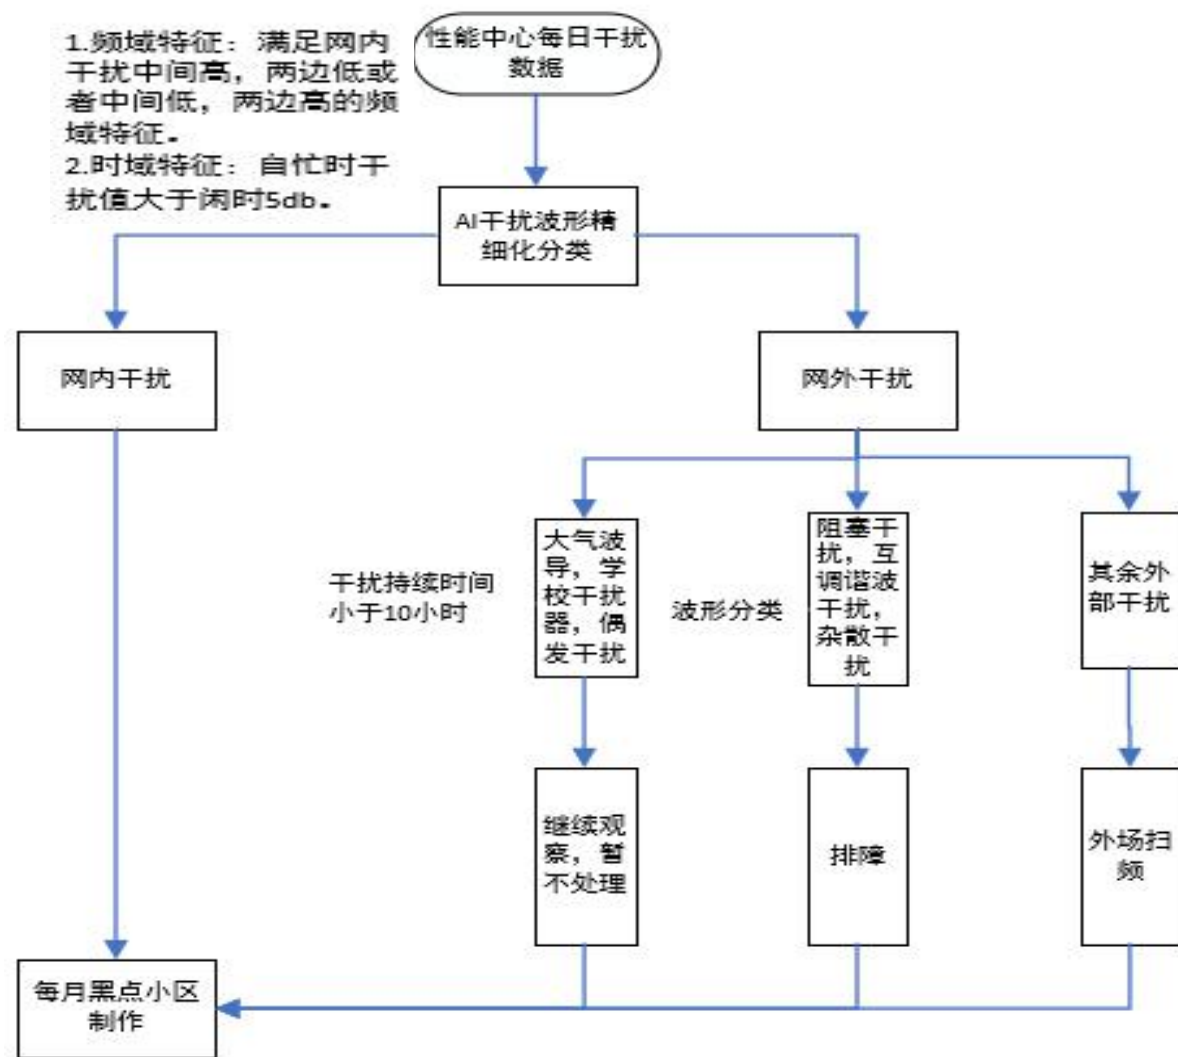 1.频域特征：满足网内
干扰中间高，两边低或
者中间低，两边高的频
域特征。
2.时域特征：自忙时干
扰值大于闲时5db。
性能中心每日干扰
数据
AI干扰波形精
细化分类
网内干扰
网外干扰
干扰持续时间
小于10小时
大气波
导，学
校干扰
器，偶
发干扰
波形分类
阻塞干
扰，互
调谐波
干扰，
杂散干
扰
其余外
部干扰
继续观
察，暂
不处理
排障
外场扫
频
每月黑点小区
制作